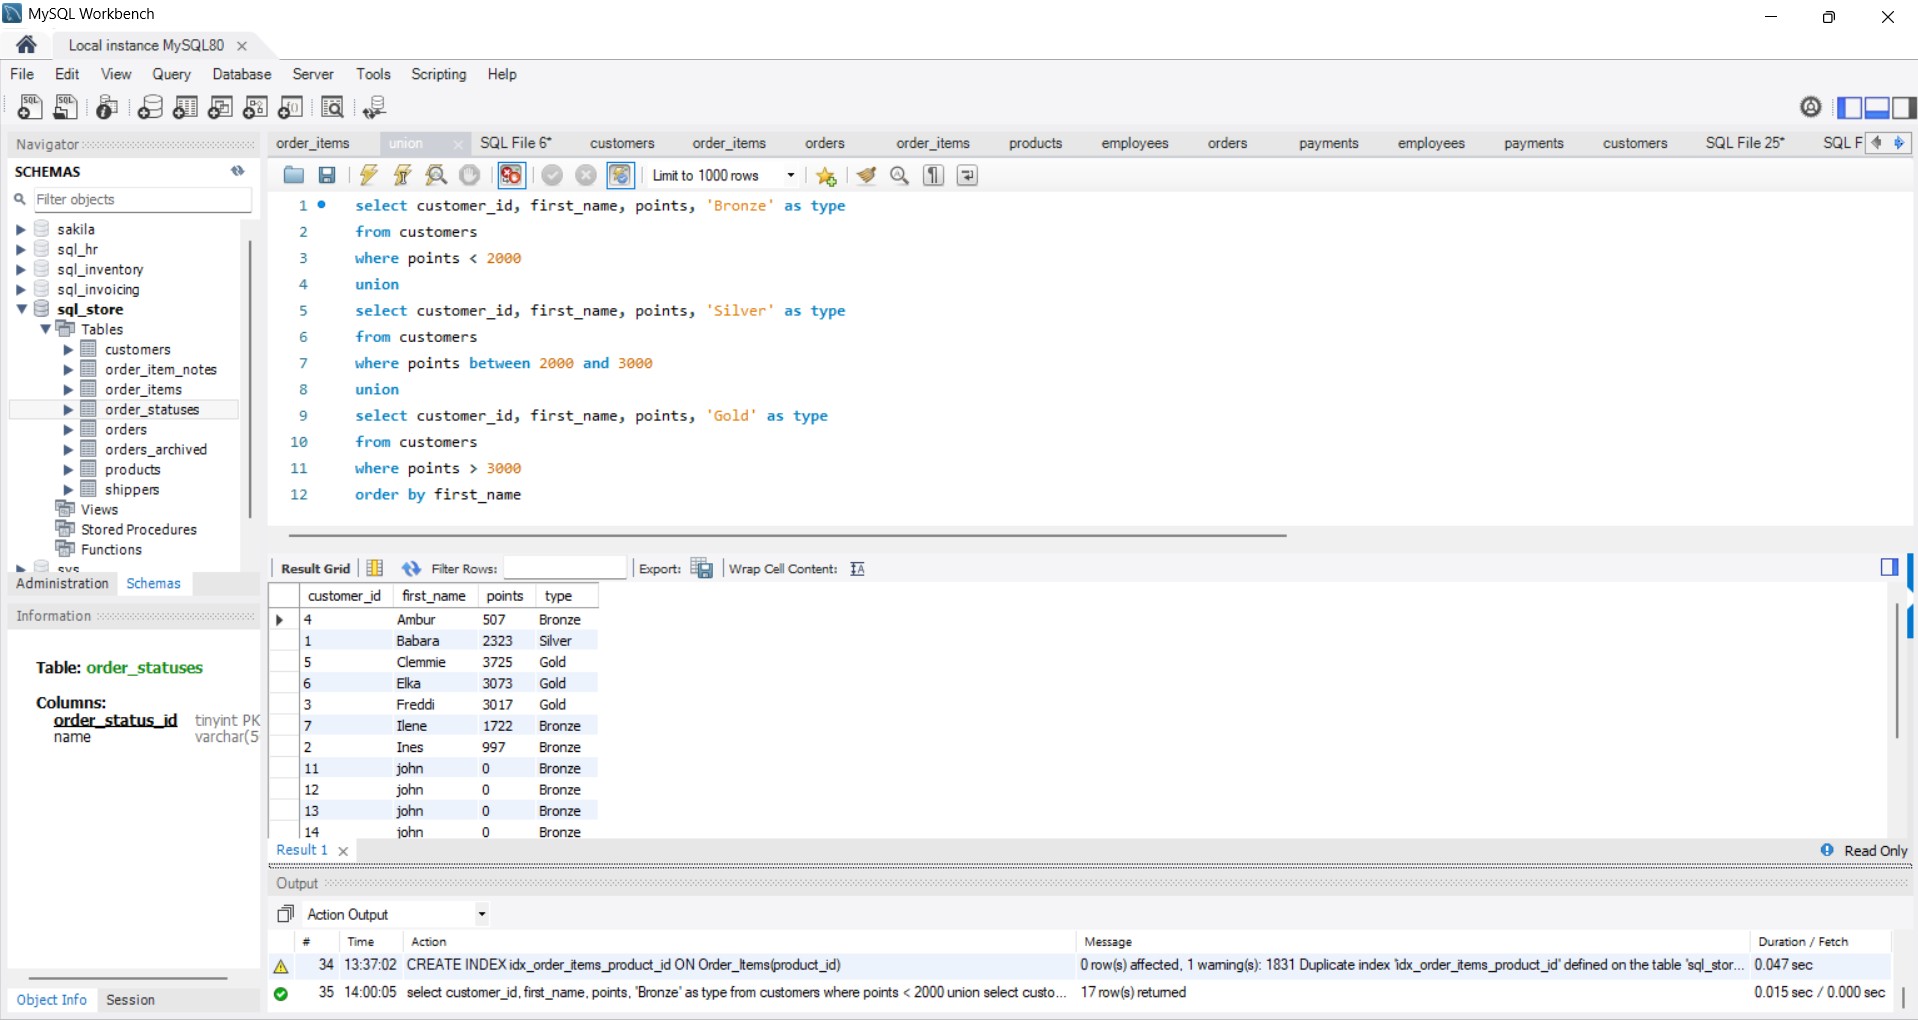 MySQL Workbench
Local instance MySQL80
File Edit View Query Database Server Tools Scripting Help
Navigator
SCHEMAS
Filter objects
sakila
sql_hr
sql_inventory
sql_invoicing
sql_store
Tables
customers
order_item_notes
order_items
order_statuses
orders
orders_archived
products
shippers
Views
Stored Procedures
Functions
sys
Administration Schemas
Information
Table: order_statuses
Columns:
order_status_id tinyint PK
name varchar(5
Object Info Session
order_items union SQL File 6* customers order_items orders order_items products employees orders payments employees payments customers SQL File 25* SQL F
Limit to 1000 rows
1 select customer_id, first_name, points, 'Bronze' as type
2 from customers
3 where points < 2000
4 union
5 select customer_id, first_name, points, 'Silver' as type
6 from customers
7 where points between 2000 and 3000
8 union
9 select customer_id, first_name, points, 'Gold' as type
10 from customers
11 where points > 3000
12 order by first_name
Result Grid Filter Rows: Export: Wrap Cell Content:
customer_id first_name points type
4 Ambur 507 Bronze
1 Babara 2323 Silver
5 Clemmie 3725 Gold
6 Elka 3073 Gold
3 Freddi 3017 Gold
7 Ilene 1722 Bronze
2 Ines 997 Bronze
11 john 0 Bronze
12 john 0 Bronze
13 john 0 Bronze
14 john 0 Bronze
Result 1 Read Only
Output
Action Output
# Time Action Message Duration / Fetch
34 13:37:02 CREATE INDEX idx_order_items_product_id ON Order_Items(product_id) 0 row(s) affected, 1 warning(s): 1831 Duplicate index 'idx_order_items_product_id' defined on the table 'sql_stor... 0.047 sec
35 14:00:05 select customer_id, first_name, points, 'Bronze' as type from customers where points < 2000 union select custo... 17 row(s) returned 0.015 sec / 0.000 sec